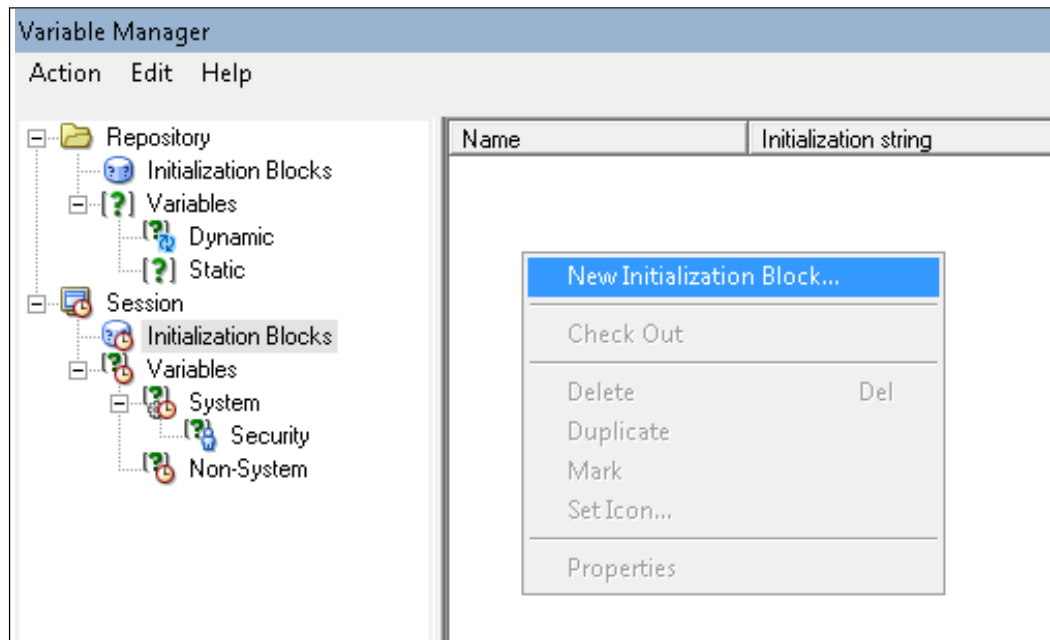 Variable Manager
Action Edit Help
Repository
Initialization Blocks
Variables
Dynamic
Static
Session
Initialization Blocks
Variables
System
Security
Non-System
Name Initialization string
New Initialization Block...
Check Out
Delete Del
Duplicate
Mark
Set Icon...
Properties